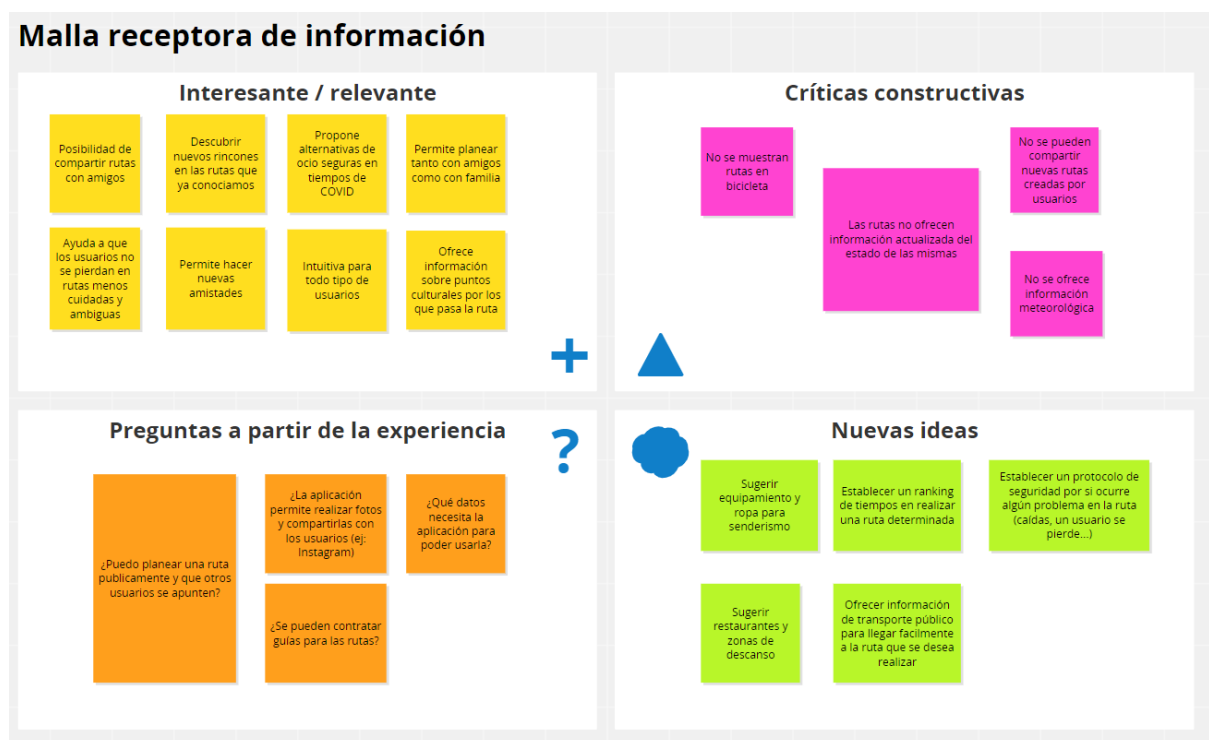 Malla receptora de información
Interesante / relevante
Posibilidad de
compartir rutas
con amigos
Descubrir
nuevos rincones
en las rutas que
ya conociamos
Propone
alternativas de
ocio seguras en
tiempos de
COVID
Permite planear
tanto con amigos
como con familia
Ayuda a que
los usuarios no
se pierdan en
rutas menos
cuidadas y
ambiguas
Permite hacer
nuevas
amistades
Intuitiva para
todo tipo de
usuarios
Ofrece
información
sobre puntos
culturales por los
que pasa la ruta
+
Críticas constructivas
No se muestran
rutas en
bicicleta
Las rutas no ofrecen
información actualizada del
estado de las mismas
No se pueden
compartir
nuevas rutas
creadas por
usuarios
No se ofrece
información
meteorológica
Preguntas a partir de la experiencia
?
¿Puedo planear una ruta
publicamente y que otros
usuarios se apunten?
¿La aplicación
permite realizar fotos
y compartirlas con
los usuarios (ej:
Instagram)
¿Qué datos
necesita la
aplicación para
poder usarla?
¿Se pueden contratar
guías para las rutas?
Nuevas ideas
Sugerir
equipamiento y
ropa para
senderismo
Establecer un ranking
de tiempos en realizar
una ruta determinada
Establecer un protocolo de
seguridad por si ocurre
algún problema en la ruta
(caídas, un usuario se
pierde...)
Sugerir
restaurantes y
zonas de
descanso
Ofrecer información
de transporte público
para llegar facilmente
a la ruta que se desea
realizar